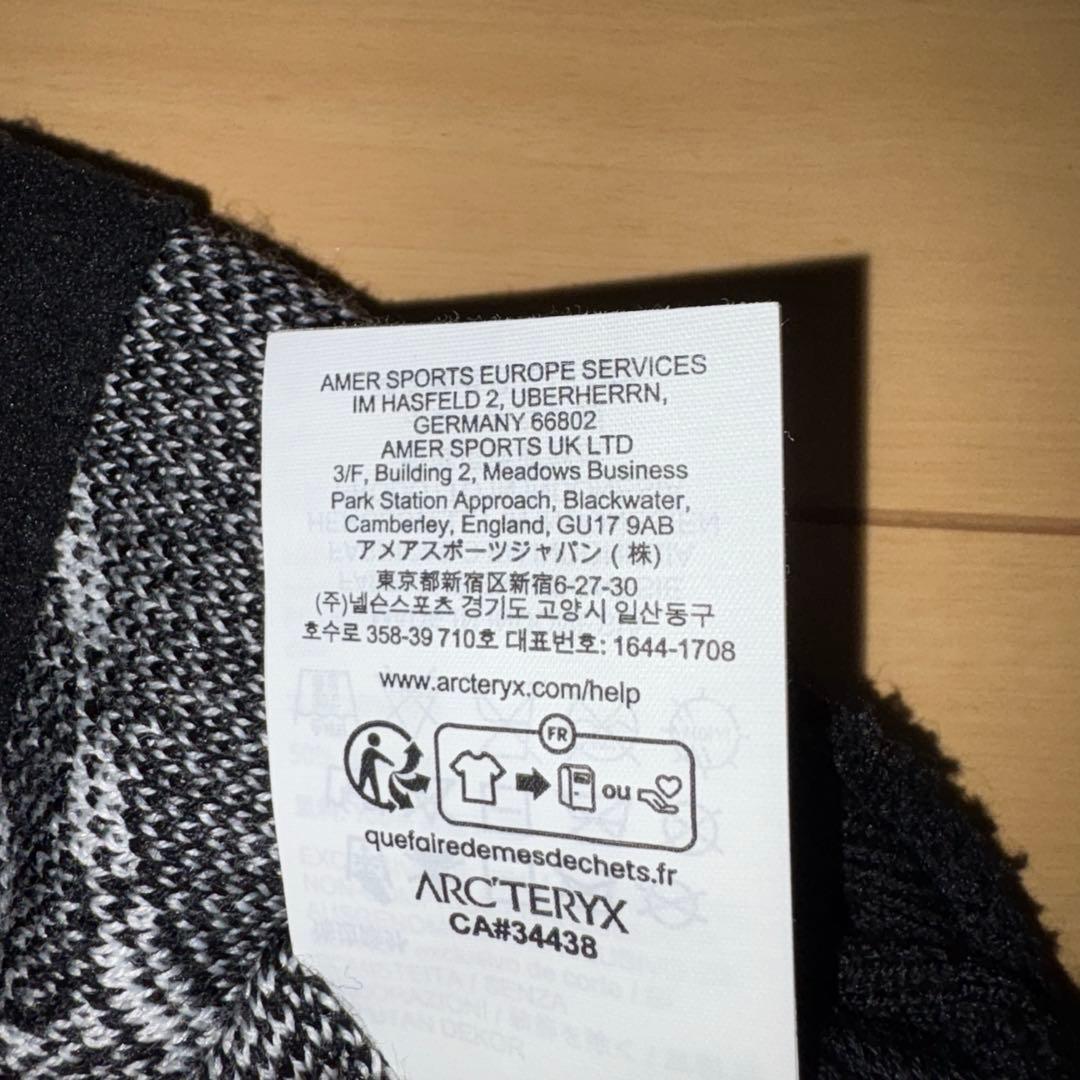 AMER SPORTS EUROPE SERVICES
IM HASFELD 2, UBERHERRN,
GERMANY 66802
AMER SPORTS UK LTD
3/F, Building 2, Meadows Business
Park Station Approach, Blackwater,
Camberley, England, GU17 9AB
アメアスポーツジャパン (株)
東京都新宿区新宿6-27-30
(주)넬슨스포츠 경기도 고양시 일산동구
호수로 358-39 710호 대표번호: 1644-1708
www.arcteryx.com/help
FR
ou
quefairedemesdechets.fr
ARC'TERYX
CA#34438